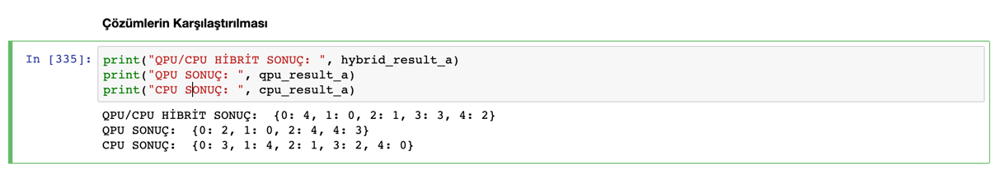 Çözümlerin Karşılaştırılması
In [335]: print("QPU/CPU HİBRİT SONUÇ: ", hybrid_result_a)
print("QPU SONUÇ: ", qpu_result_a)
print("CPU SONUÇ: ", cpu_result_a)
QPU/CPU HİBRİT SONUÇ:  {0: 4, 1: 0, 2: 1, 3: 3, 4: 2}
QPU SONUÇ:  {0: 2, 1: 0, 2: 4, 4: 3}
CPU SONUÇ:  {0: 3, 1: 4, 2: 1, 3: 2, 4: 0}